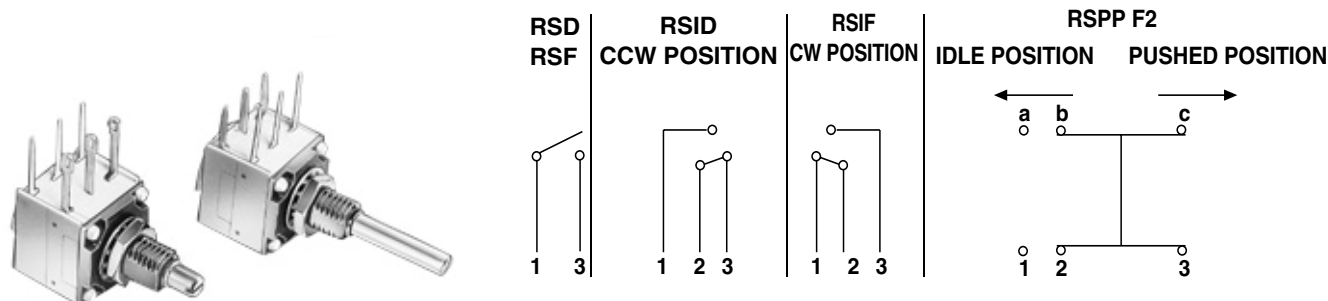 RSD
RSF
RSID
CCW POSITION
RSIF
CW POSITION
RSPP F2
IDLE POSITION PUSHED POSITION
a b c
1 3
1 2 3
1 2 3
1 2 3